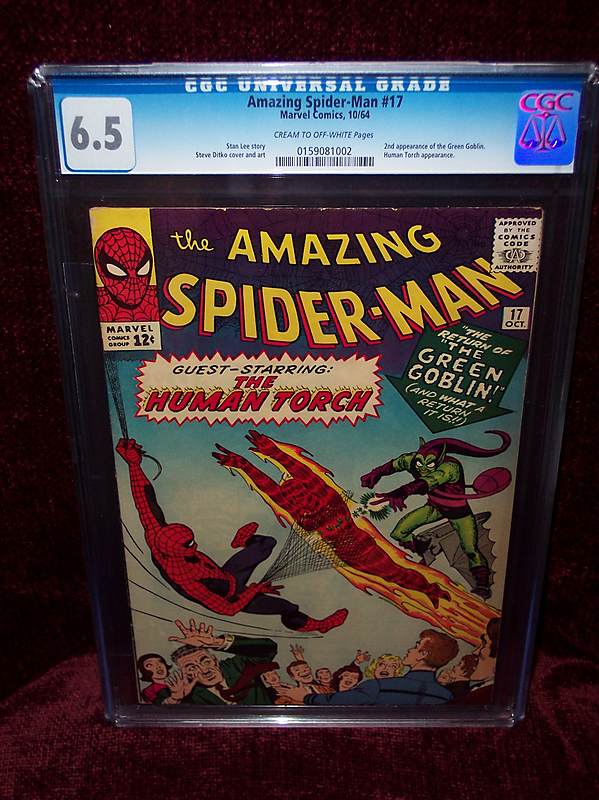 CGC UNIVERSAL GRADE
6.5
Amazing Spider-Man #17
Marvel Comics, 10/64
CREAM TO OFF-WHITE Pages
Stan Lee story
Steve Ditko cover and art
0159081002
2nd appearance of the Green Goblin.
Human Torch appearance.
CGC
the AMAZING
SPIDER-MAN
APPROVED
BY THE
COMICS
CODE
CA
AUTHORITY
MARVEL
COMICS
GROUP
12¢
17
OCT.
GUEST-STARRING:
THE
HUMAN TORCH
"THE
RETURN OF
THE
GREEN
GOBLIN!"
(AND WHAT A
RETURN
IT IS!!)